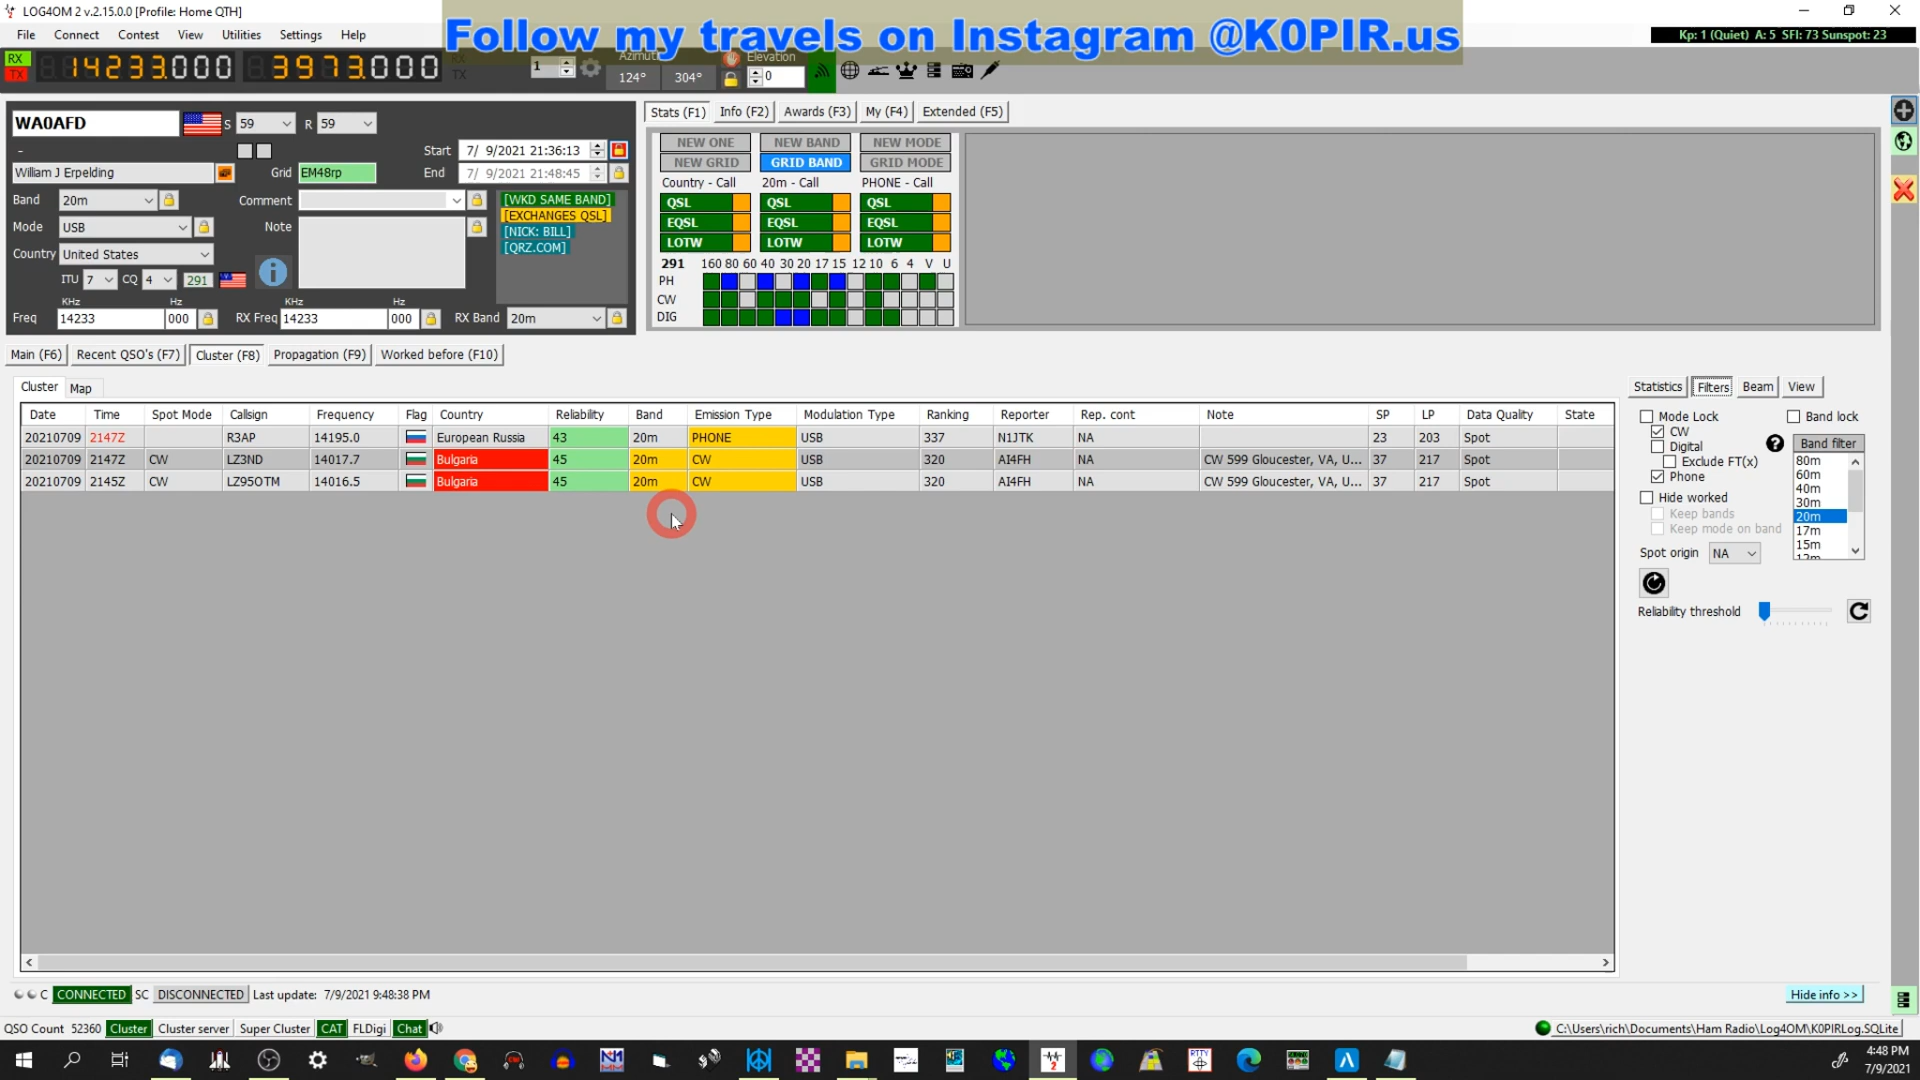 LOG4OM 2 v.2.15.0.0 [Profile: Home QTH]
Follow my travels on Instagram @K0PIR.us
File Connect Contest View Utilities Settings Help
Kp: 1 (Quiet) A: 5 SFI: 73 Sunspot: 23
RX TX 14233.000 3973.000 RX TX 1 Azimuth 124° 304° Elevation 0
WA0AFD S 59 R 59
-
Start 7/ 9/2021 21:36:13
William J Erpelding Grid EM48rp End 7/ 9/2021 21:48:45
Band 20m Comment
Mode USB Note
Country United States
ITU 7 CQ 4 291
KHz Hz KHz Hz
Freq 14233 000 RX Freq 14233 000 RX Band 20m
[WKD SAME BAND]
[EXCHANGES QSL]
[NICK: BILL]
[QRZ.COM]
Stats (F1) Info (F2) Awards (F3) My (F4) Extended (F5)
NEW ONE NEW BAND NEW MODE
NEW GRID GRID BAND GRID MODE
Country - Call 20m - Call PHONE - Call
QSL QSL QSL
EQSL EQSL EQSL
LOTW LOTW LOTW
291 160 80 60 40 30 20 17 15 12 10 6 4 V U
PH
CW
DIG
Main (F6) Recent QSO's (F7) Cluster (F8) Propagation (F9) Worked before (F10)
Cluster Map
Date Time Spot Mode Callsign Frequency Flag Country Reliability Band Emission Type Modulation Type Ranking Reporter Rep. cont Note SP LP Data Quality State
20210709 2147Z R3AP 14195.0 European Russia 43 20m PHONE USB 337 N1JTK NA 23 203 Spot
20210709 2147Z CW LZ3ND 14017.7 Bulgaria 45 20m CW USB 320 AI4FH NA CW 599 Gloucester, VA, U... 37 217 Spot
20210709 2145Z CW LZ95OTM 14016.5 Bulgaria 45 20m CW USB 320 AI4FH NA CW 599 Gloucester, VA, U... 37 217 Spot
Statistics Filters Beam View
Mode Lock Band lock
CW
Digital
Exclude FT(x)
Phone
Hide worked
Keep bands
Keep mode on band
Spot origin NA
Band filter
80m
60m
40m
30m
20m
17m
15m
12m
Reliability threshold
C CONNECTED SC DISCONNECTED Last update: 7/9/2021 9:48:38 PM
Hide info >>
QSO Count 52360 Cluster Cluster server Super Cluster CAT FLDigi Chat
C:\Users\rich\Documents\Ham Radio\Log4OM\K0PIRLog.SQLite
4:48 PM
7/9/2021